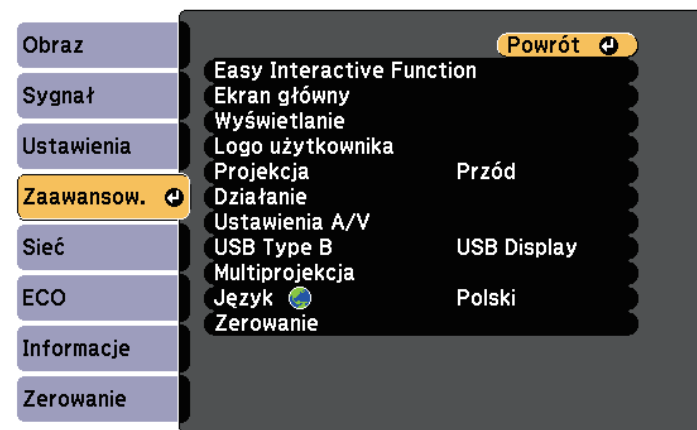 Obraz
Sygnał
Ustawienia
Zaawansow.
Sieć
ECO
Informacje
Zerowanie
Powrót
Easy Interactive Function
Ekran główny
Wyświetlanie
Logo użytkownika
Projekcja Przód
Działanie
Ustawienia A/V
USB Type B USB Display
Multiprojekcja
Język Polski
Zerowanie